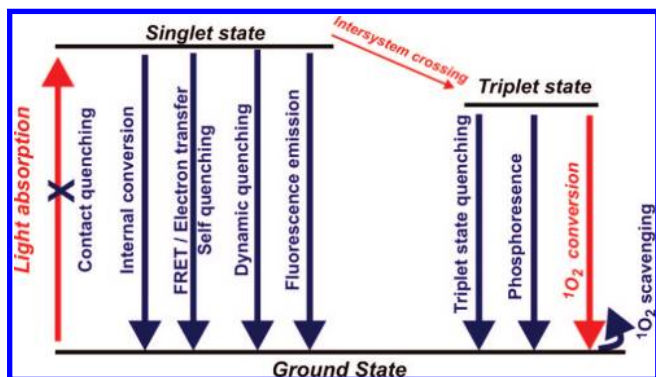 Singlet state
Intersystem crossing
Triplet state
Light absorption
Contact quenching
Internal conversion
FRET / Electron transfer
Self quenching
Dynamic quenching
Fluorescence emission
Triplet state quenching
Phosphoresence
¹O₂ conversion
¹O₂ scavenging
X
Ground State